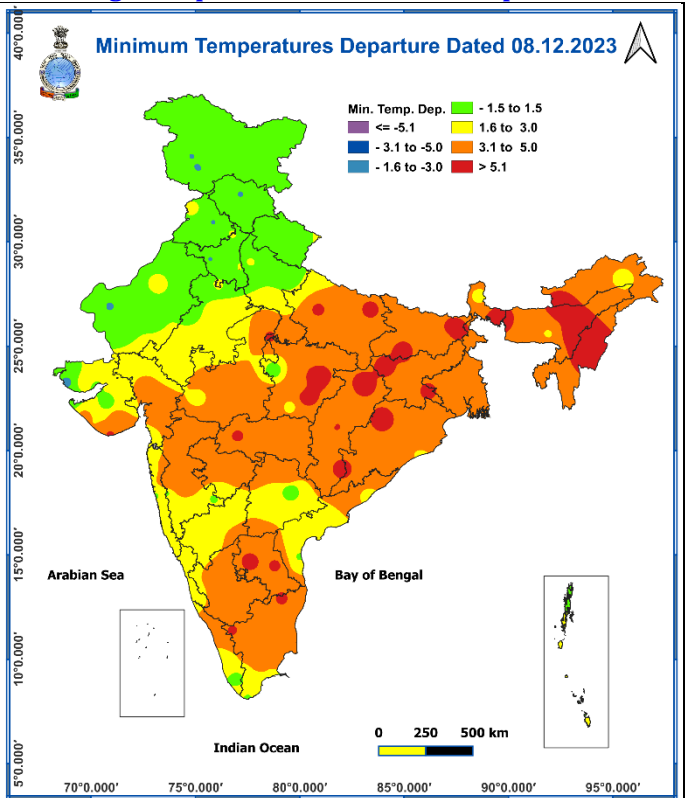 Minimum Temperatures Departure Dated 08.12.2023
Min. Temp. Dep.
<= -5.1
- 3.1 to -5.0
- 1.6 to -3.0
- 1.5 to 1.5
1.6 to 3.0
3.1 to 5.0
> 5.1
40°0.000'
35°0.000'
30°0.000'
25°0.000'
20°0.000'
15°0.000'
10°0.000'
5°0.000'
Arabian Sea
Bay of Bengal
Indian Ocean
0 250 500 km
70°0.000' 75°0.000' 80°0.000' 85°0.000' 90°0.000' 95°0.000'